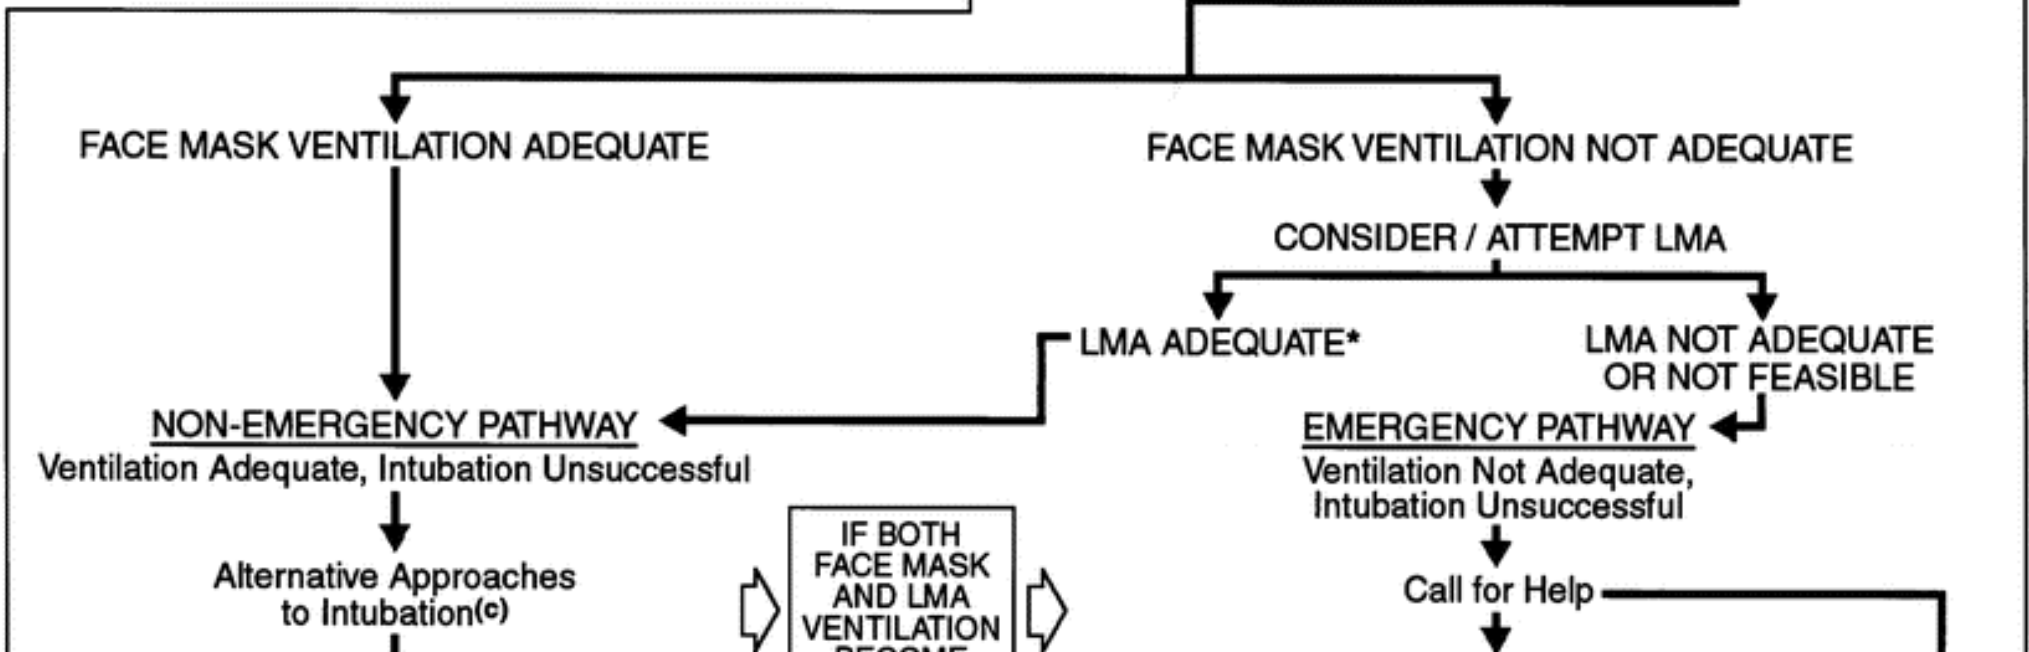 FACE MASK VENTILATION ADEQUATE
FACE MASK VENTILATION NOT ADEQUATE
CONSIDER / ATTEMPT LMA
LMA ADEQUATE*
LMA NOT ADEQUATE
OR NOT FEASIBLE
NON-EMERGENCY PATHWAY
Ventilation Adequate, Intubation Unsuccessful
EMERGENCY PATHWAY
Ventilation Not Adequate,
Intubation Unsuccessful
Alternative Approaches
to Intubation(c)
IF BOTH
FACE MASK
AND LMA
VENTILATION
BECOME
Call for Help